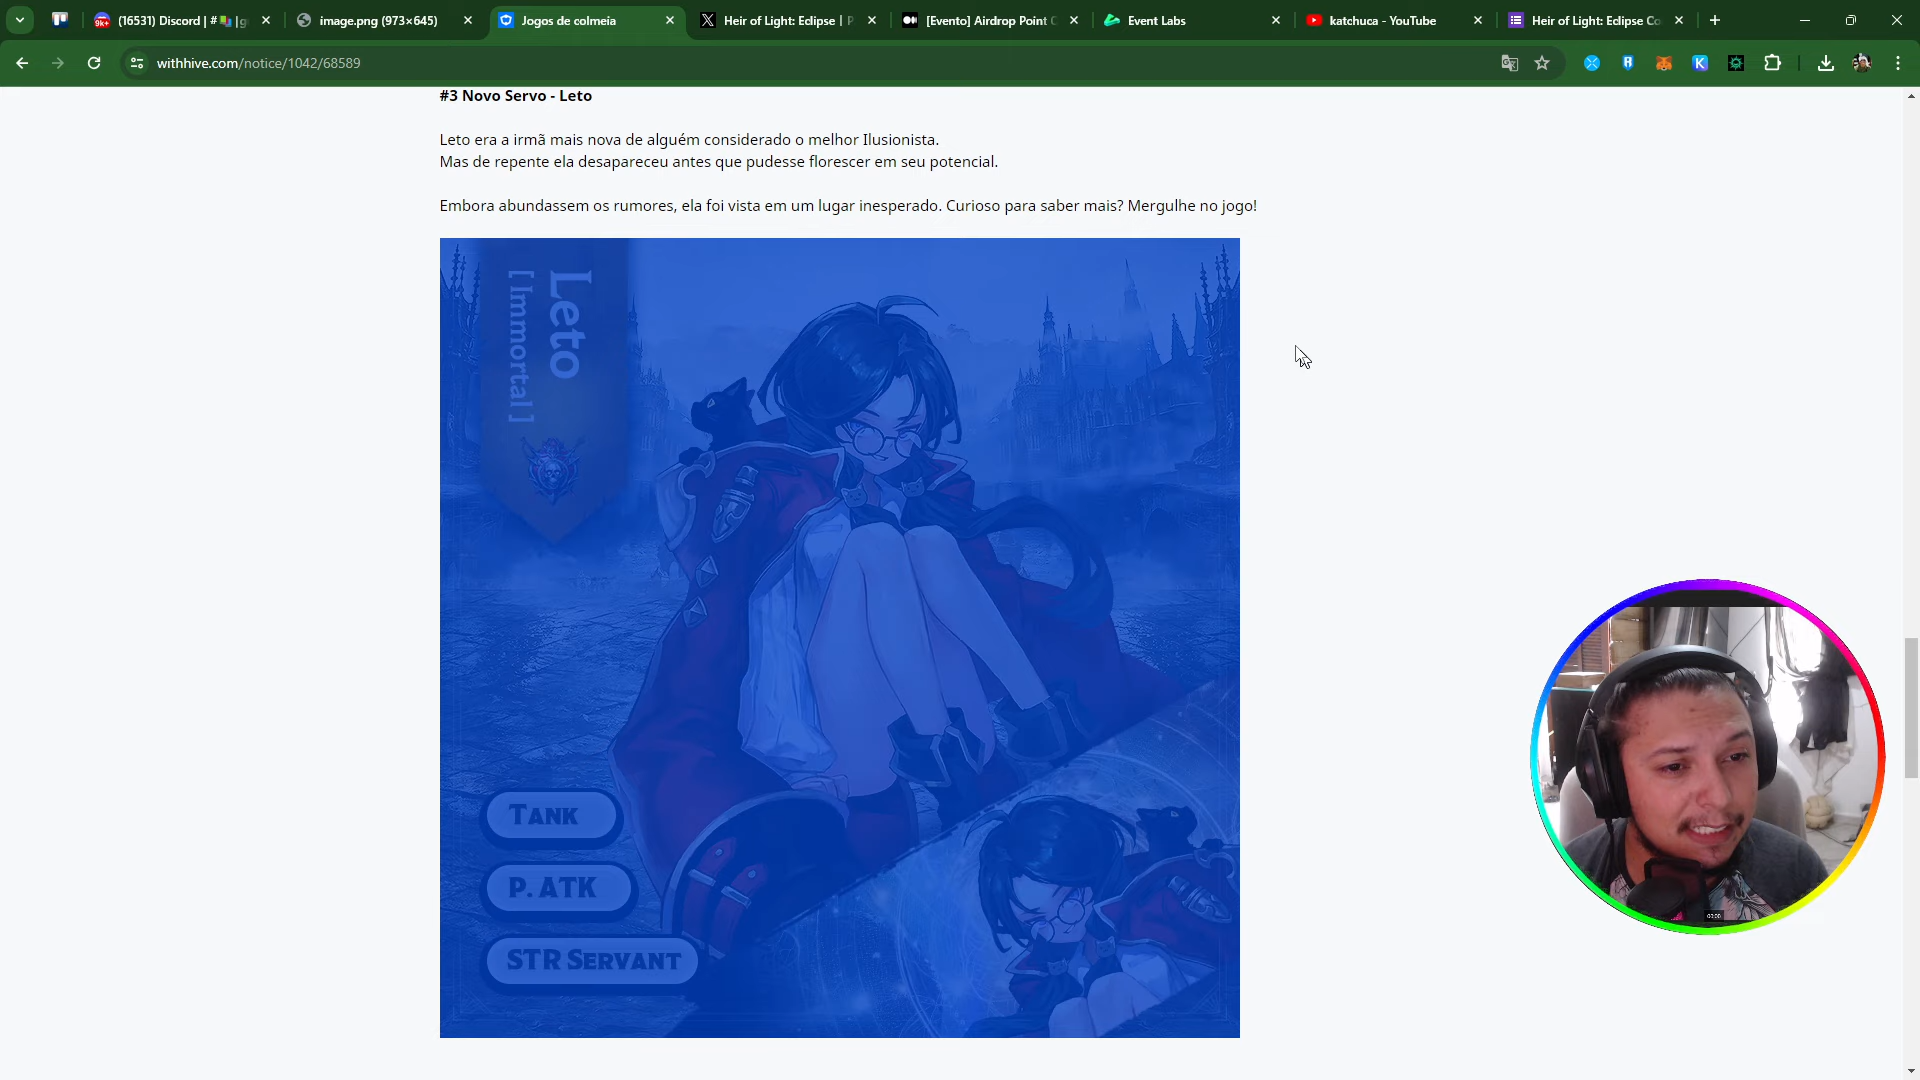 (16531) Discord | #
image.png (973×645)
Jogos de colmeia
Heir of Light: Eclipse | P
[Evento] Airdrop Point C
Event Labs
katchuca - YouTube
Heir of Light: Eclipse Co
withhive.com/notice/1042/68589
#3 Novo Servo - Leto
Leto era a irmã mais nova de alguém considerado o melhor Ilusionista.
Mas de repente ela desapareceu antes que pudesse florescer em seu potencial.
Embora abundassem os rumores, ela foi vista em um lugar inesperado. Curioso para saber mais? Mergulhe no jogo!
Leto
[Immortal]
TANK
P. ATK
STR SERVANT
00:00